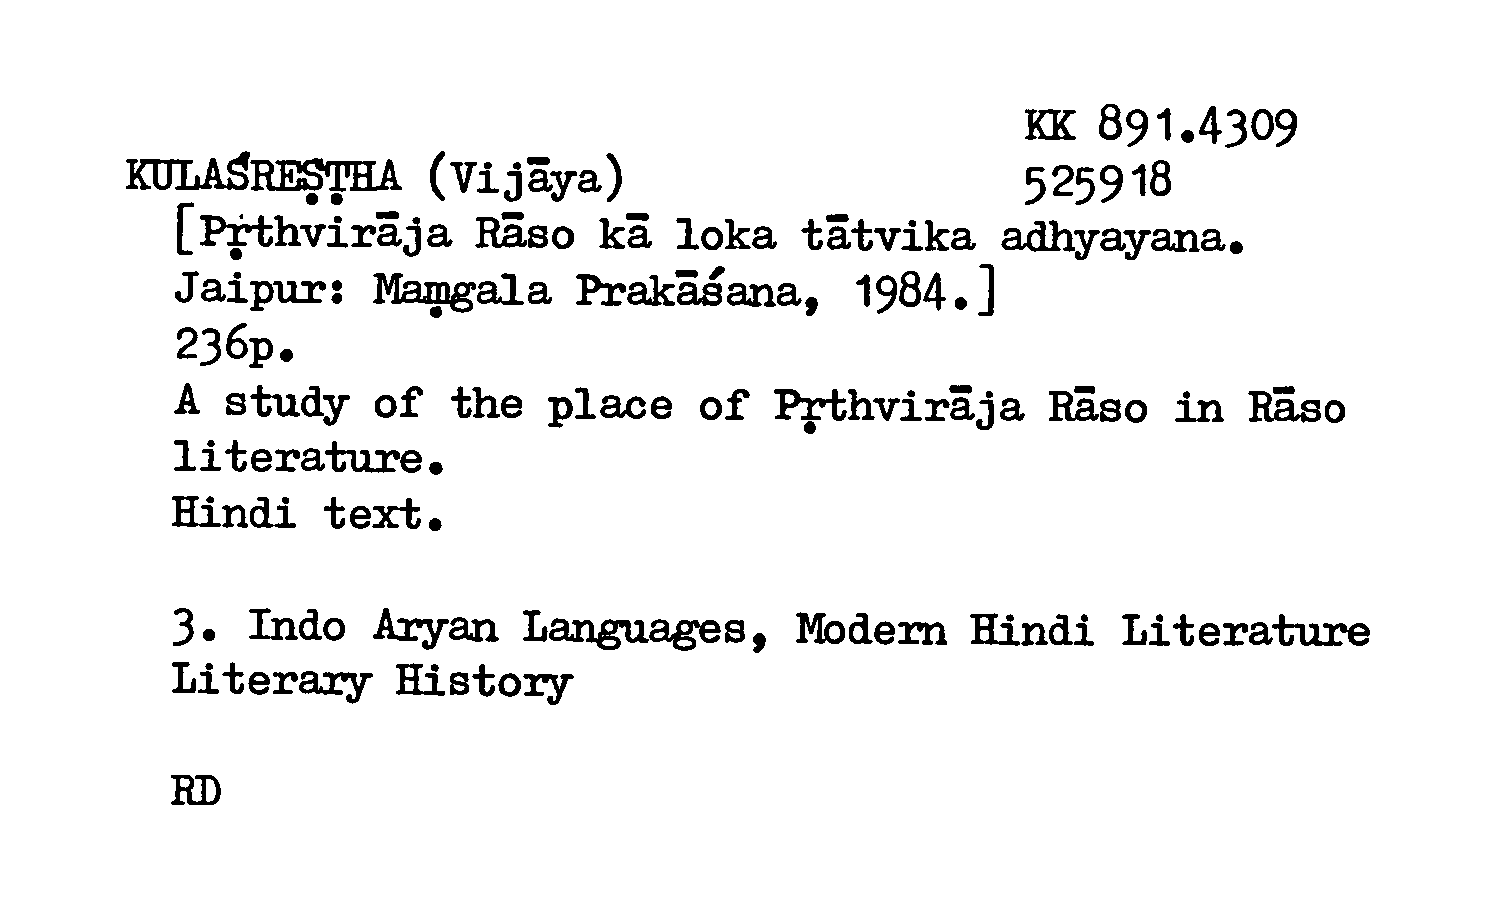 KK 891.4309
KULAŚREṢṬHA (Vijāya) 525918
[Pṛthvirāja Rāso kā loka tātvika adhyayana.
Jaipur: Maṃgala Prakāśana, 1984.]
236p.
A study of the place of Pṛthvirāja Rāso in Rāso
literature.
Hindi text.
3. Indo Aryan Languages, Modern Hindi Literature
Literary History
RD